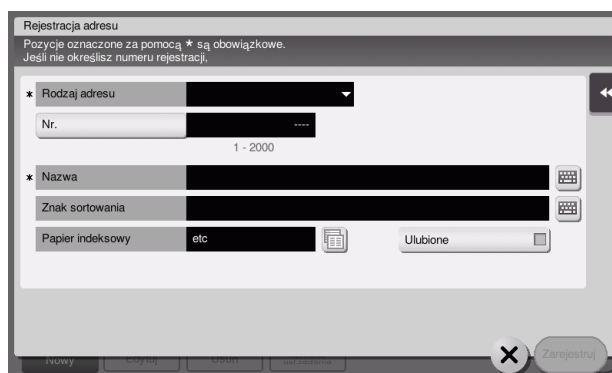 Rejestracja adresu
Pozycje oznaczone za pomocą * są obowiązkowe.
Jeśli nie określisz numeru rejestracji,
* Rodzaj adresu
Nr. ----
1 - 2000
* Nazwa
Znak sortowania
Papier indeksowy etc Ulubione
Nowy
Zarejestruj